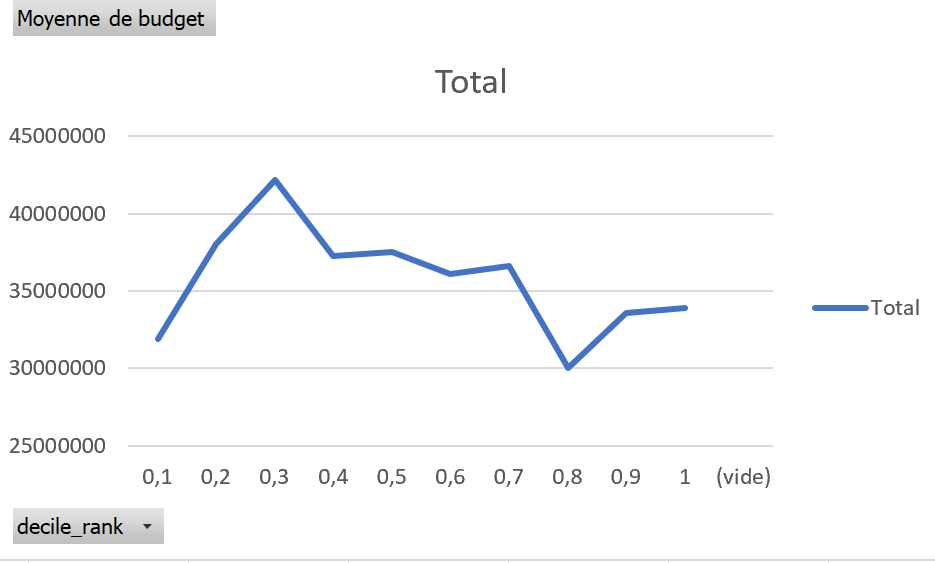 Moyenne de budget
Total
45000000
40000000
35000000
30000000
25000000
Total
0,1 0,2 0,3 0,4 0,5 0,6 0,7 0,8 0,9 1 (vide)
decile_rank